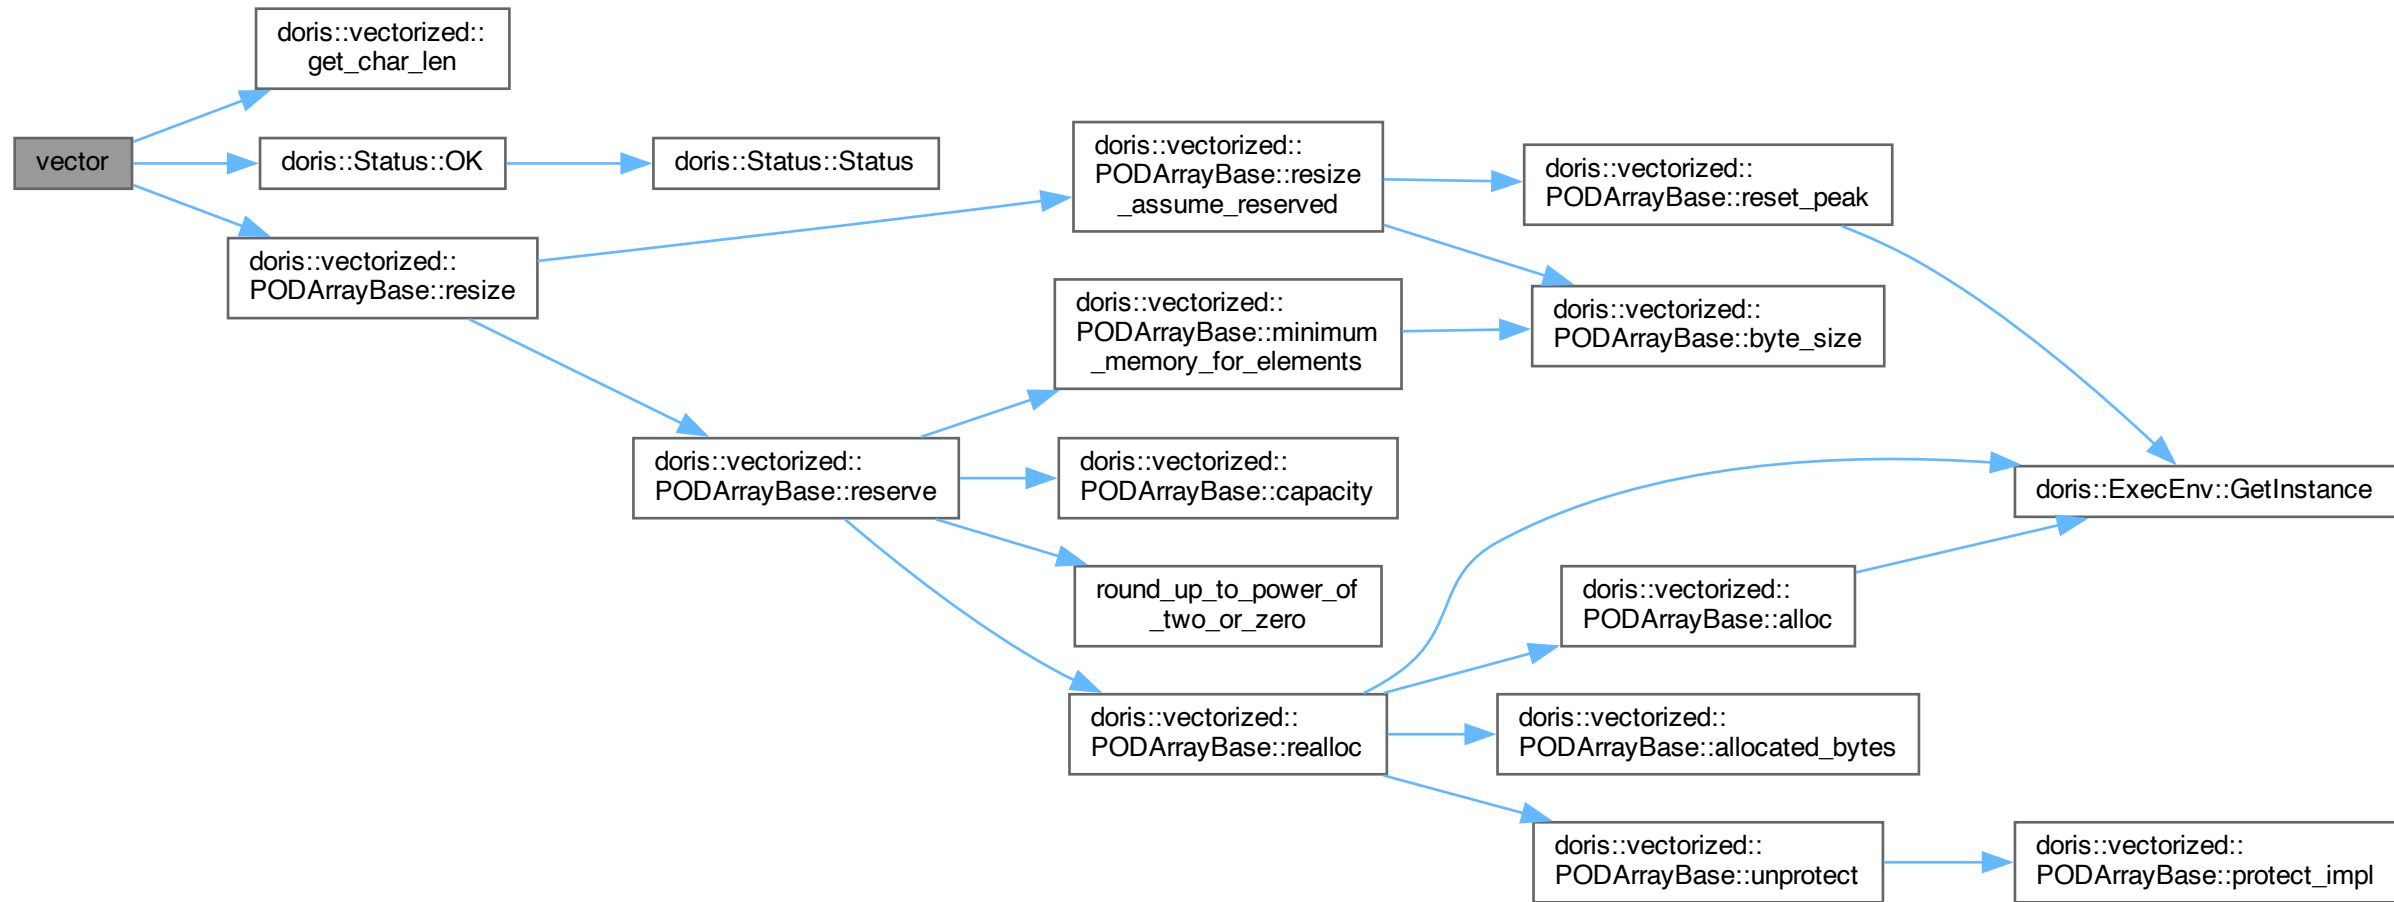 doris::vectorized::
get_char_len
vector
doris::Status::OK
doris::Status::Status
doris::vectorized::
PODArrayBase::resize
doris::vectorized::
PODArrayBase::resize
_assume_reserved
doris::vectorized::
PODArrayBase::reset_peak
doris::vectorized::
PODArrayBase::minimum
_memory_for_elements
doris::vectorized::
PODArrayBase::byte_size
doris::vectorized::
PODArrayBase::reserve
doris::vectorized::
PODArrayBase::capacity
doris::ExecEnv::GetInstance
round_up_to_power_of
_two_or_zero
doris::vectorized::
PODArrayBase::alloc
doris::vectorized::
PODArrayBase::realloc
doris::vectorized::
PODArrayBase::allocated_bytes
doris::vectorized::
PODArrayBase::unprotect
doris::vectorized::
PODArrayBase::protect_impl